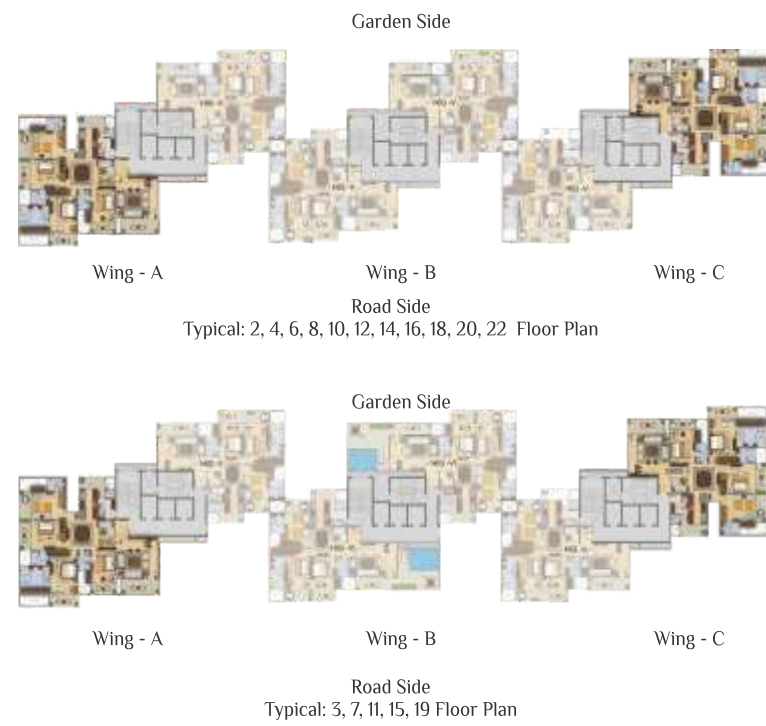 Garden Side
Wing - A
Wing - B
Wing - C
Road Side
Typical: 2, 4, 6, 8, 10, 12, 14, 16, 18, 20, 22 Floor Plan
Garden Side
Wing - A
Wing - B
Wing - C
Road Side
Typical: 3, 7, 11, 15, 19 Floor Plan